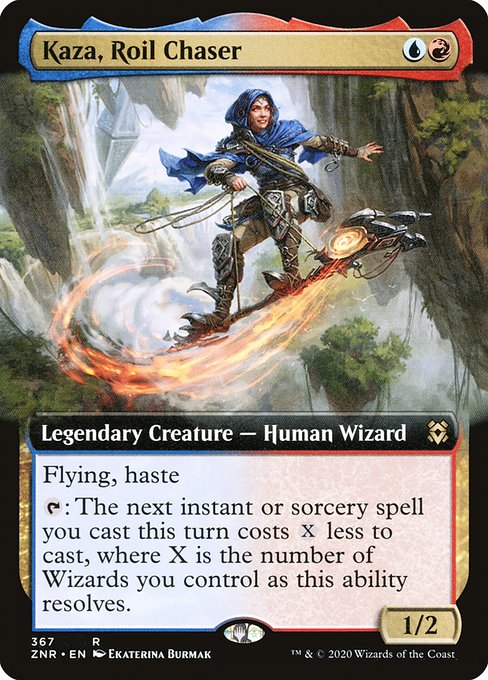 Kaza, Roil Chaser
Legendary Creature — Human Wizard
Flying, haste
: The next instant or sorcery spell
you cast this turn costs X less to
cast, where X is the number of
Wizards you control as this ability
resolves.
1/2
367 R
ZNR • EN Ekaterina Burmak
™ & © 2020 Wizards of the Coast